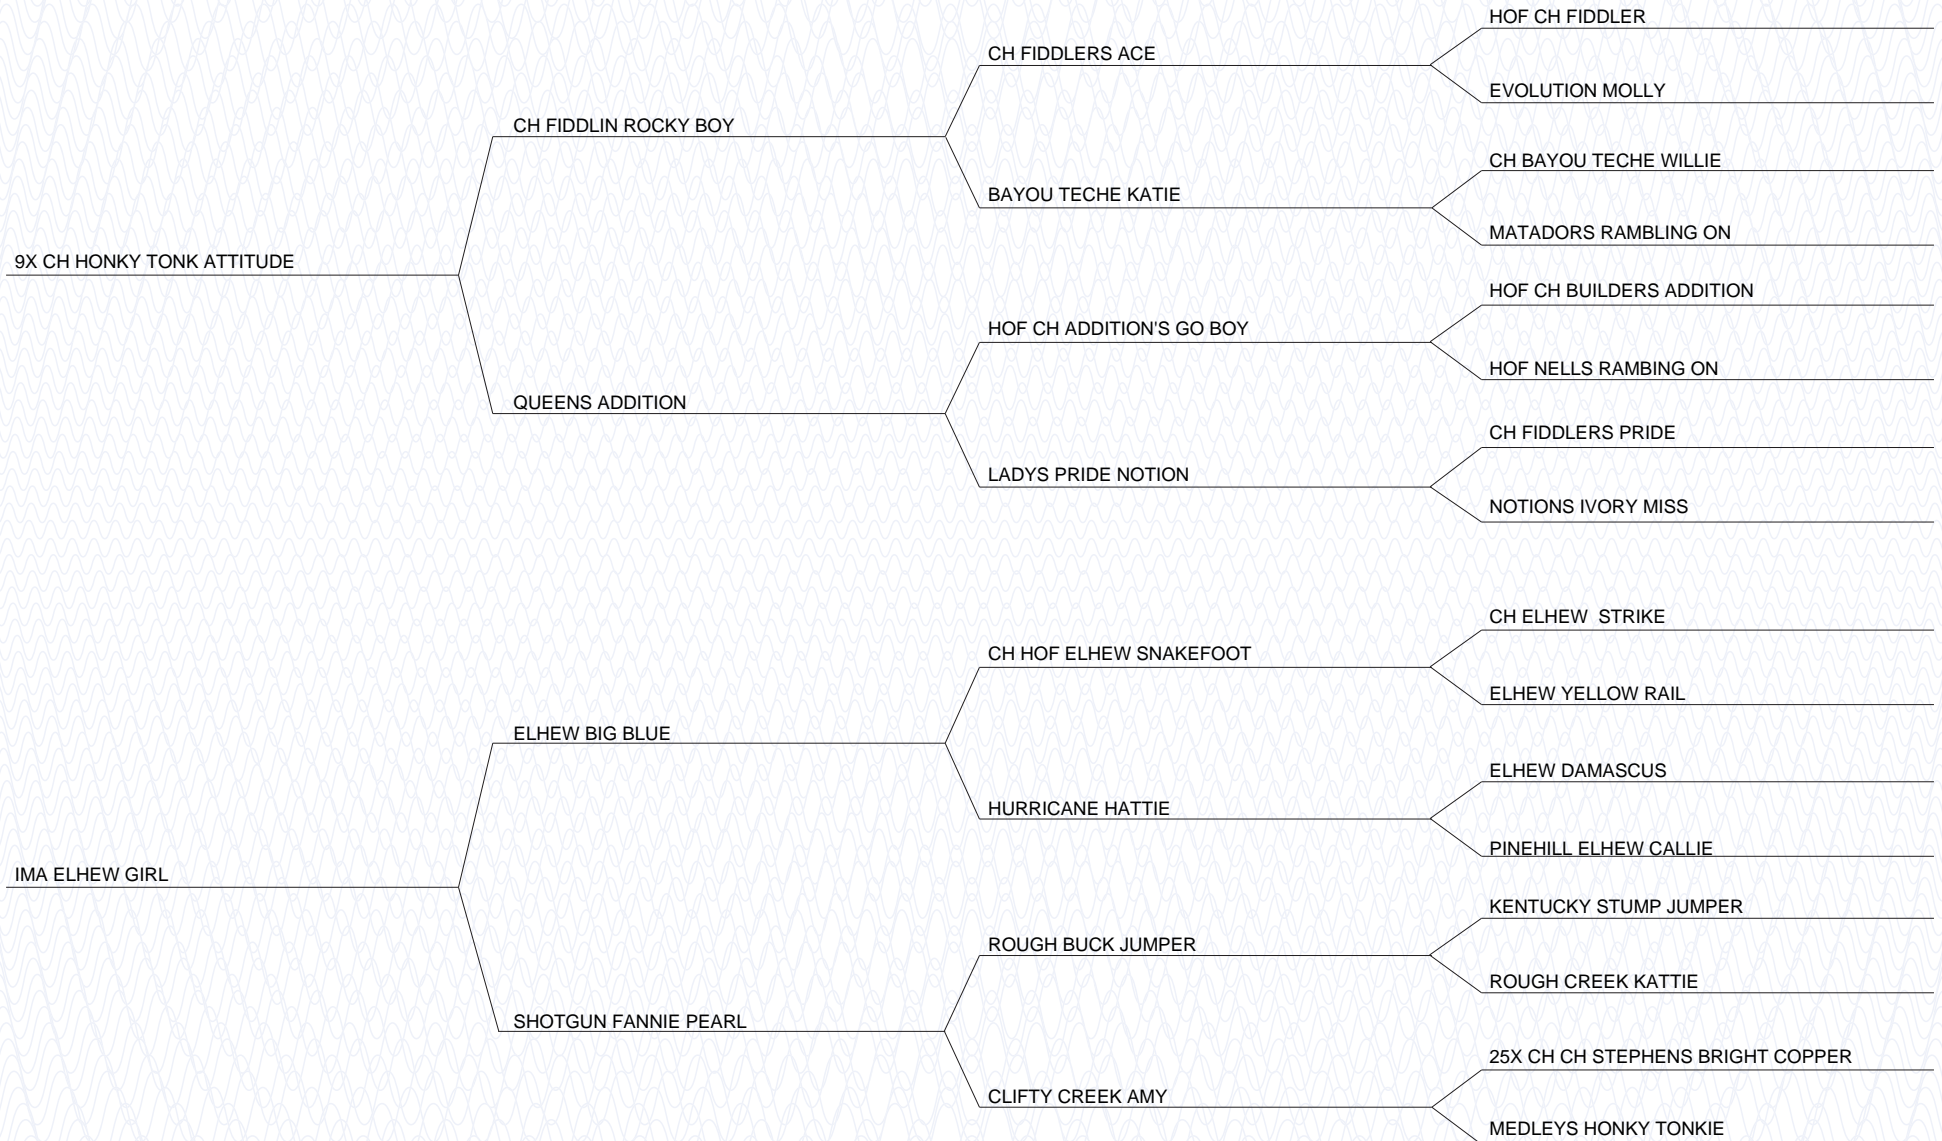 HOF CH FIDDLER
CH FIDDLERS ACE
EVOLUTION MOLLY
CH FIDDLIN ROCKY BOY
CH BAYOU TECHE WILLIE
BAYOU TECHE KATIE
MATADORS RAMBLING ON
9X CH HONKY TONK ATTITUDE
HOF CH BUILDERS ADDITION
HOF CH ADDITION'S GO BOY
HOF NELLS RAMBING ON
QUEENS ADDITION
CH FIDDLERS PRIDE
LADYS PRIDE NOTION
NOTIONS IVORY MISS
CH ELHEW  STRIKE
CH HOF ELHEW SNAKEFOOT
ELHEW YELLOW RAIL
ELHEW BIG BLUE
ELHEW DAMASCUS
HURRICANE HATTIE
PINEHILL ELHEW CALLIE
IMA ELHEW GIRL
KENTUCKY STUMP JUMPER
ROUGH BUCK JUMPER
ROUGH CREEK KATTIE
SHOTGUN FANNIE PEARL
25X CH CH STEPHENS BRIGHT COPPER
CLIFTY CREEK AMY
MEDLEYS HONKY TONKIE